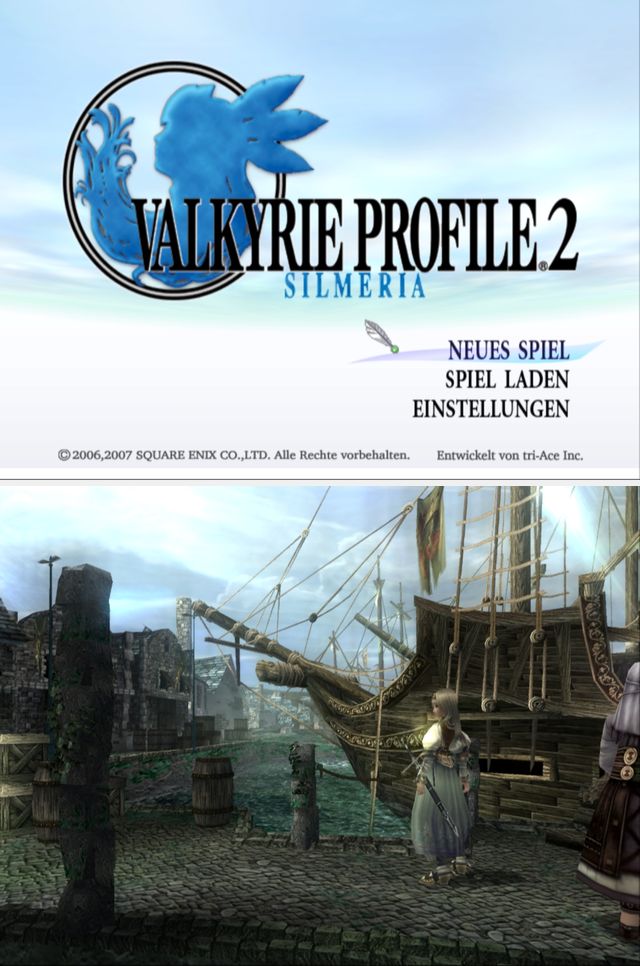 VALKYRIE PROFILE® 2
SILMERIA
NEUES SPIEL
SPIEL LADEN
EINSTELLUNGEN
©2006,2007 SQUARE ENIX CO.,LTD. Alle Rechte vorbehalten. Entwickelt von tri-Ace Inc.